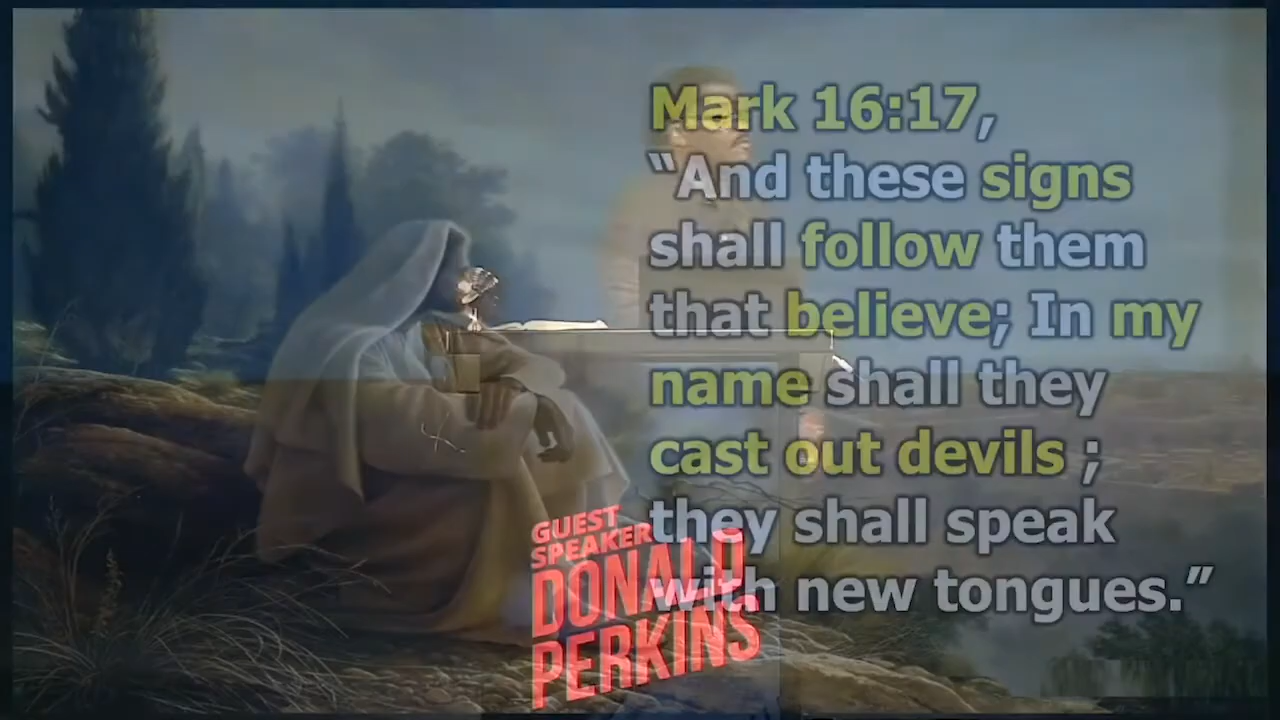 Mark 16:17,
“And these signs
shall follow them
that believe; In my
name shall they
cast out devils ;
they shall speak
with new tongues.”
GUEST
SPEAKER
DONALD
PERKINS